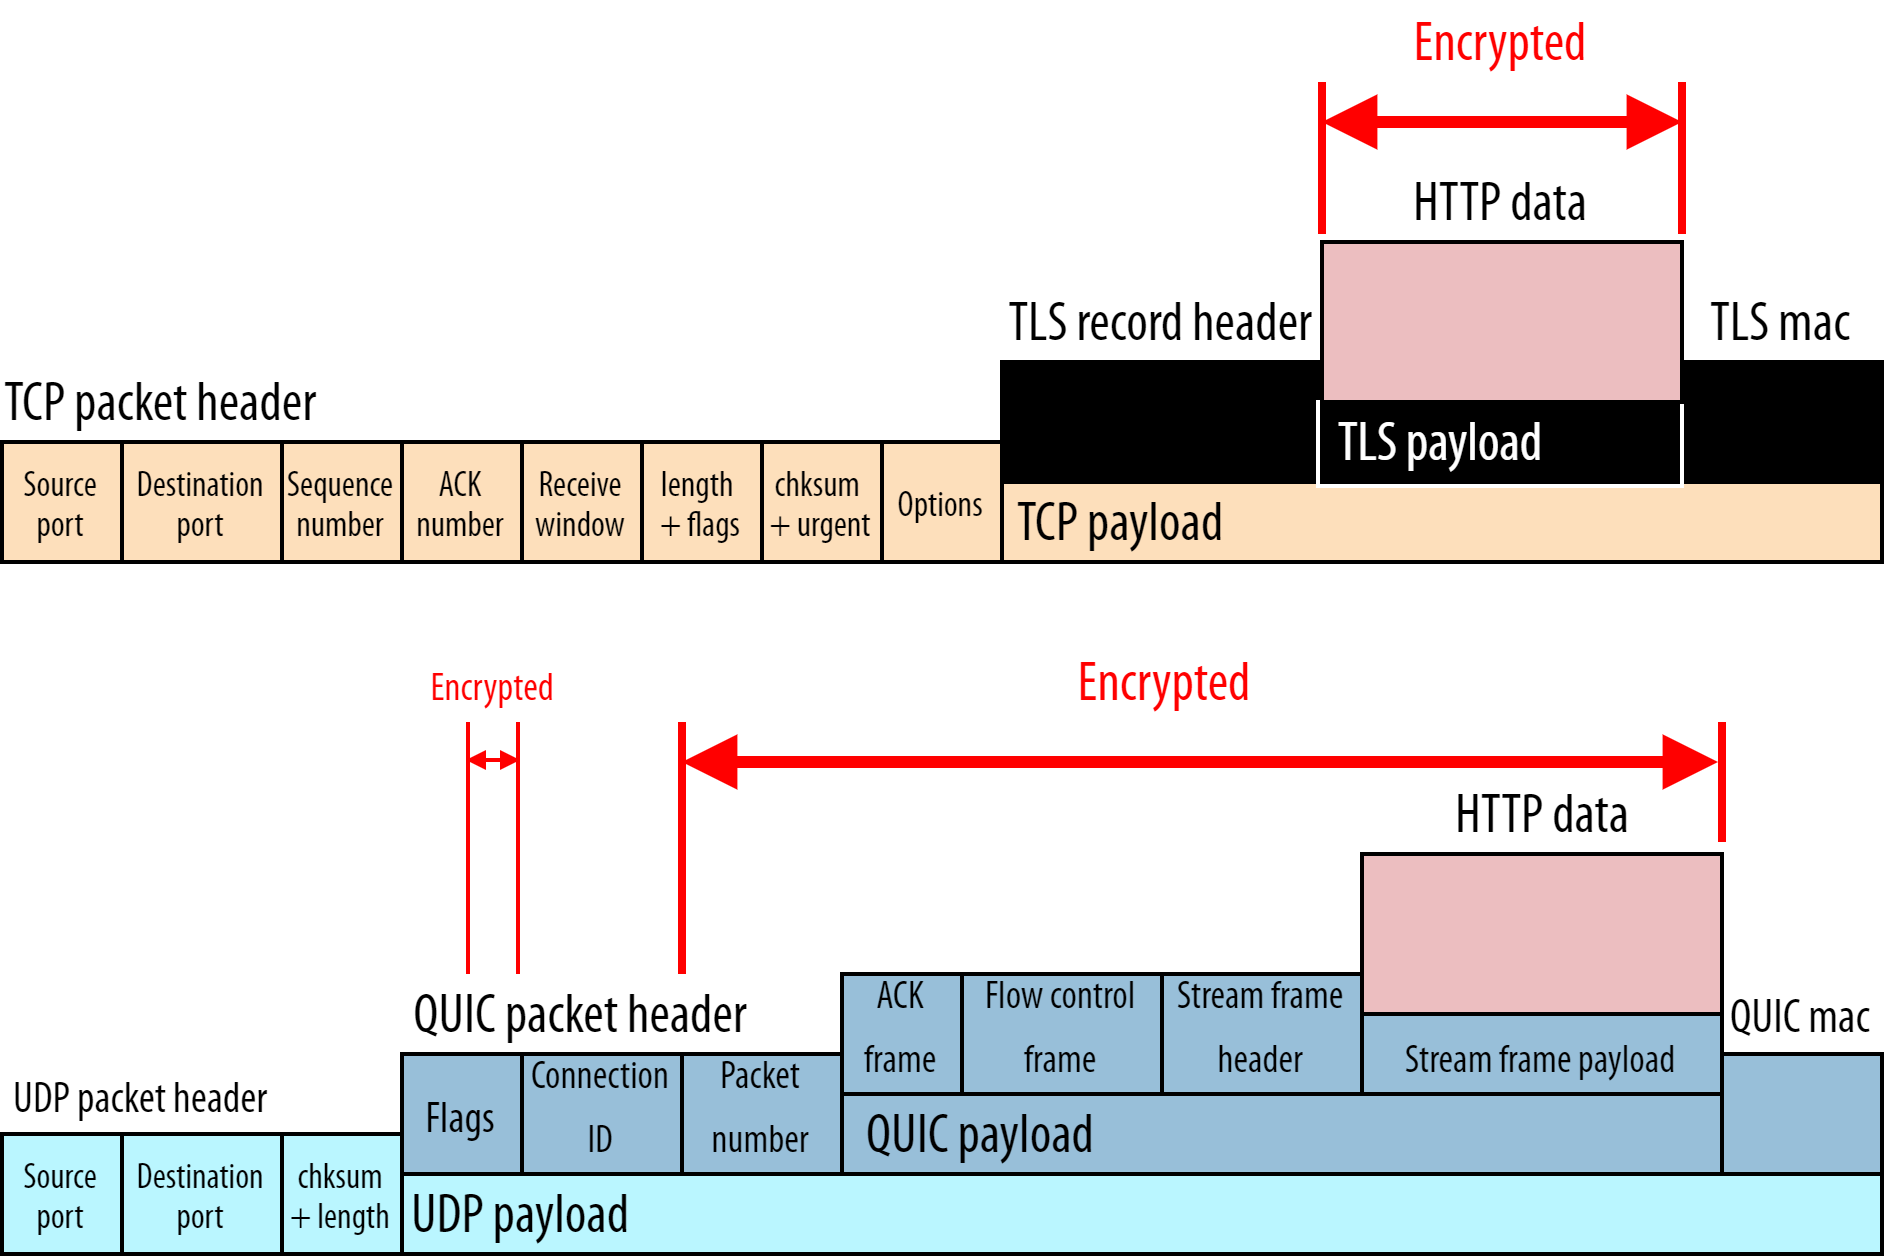 Encrypted
HTTP data
TLS record header
TLS mac
TCP packet header
TLS payload
Source
port
Destination
port
Sequence
number
ACK
number
Receive
window
length
+ flags
chksum
+ urgent
Options
TCP payload
Encrypted
Encrypted
HTTP data
QUIC packet header
QUIC mac
ACK
frame
Flow control
frame
Stream frame
header
Stream frame payload
UDP packet header
Flags
Connection
ID
Packet
number
QUIC payload
Source
port
Destination
port
chksum
+ length
UDP payload